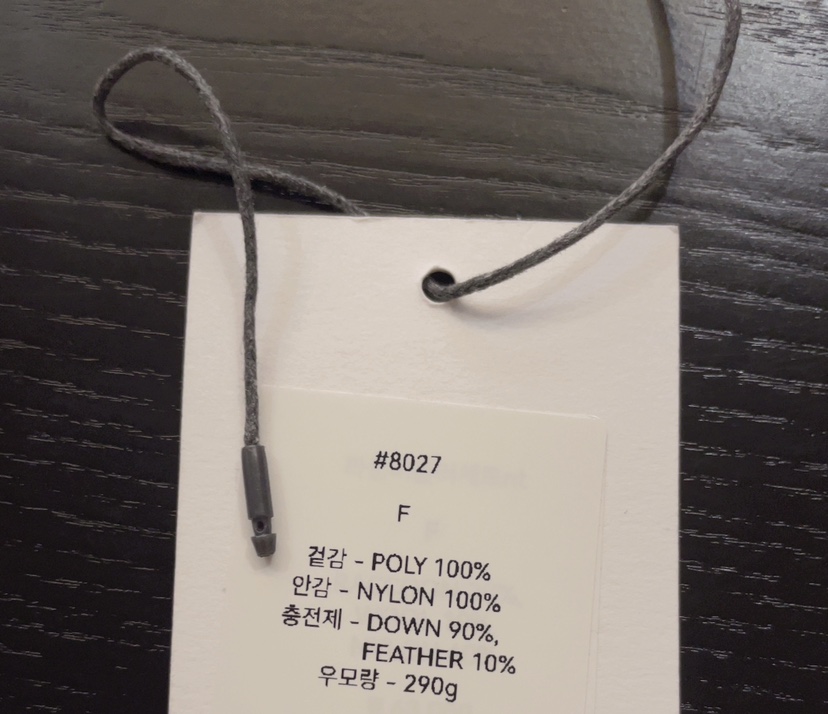 #8027
F
겉감 - POLY 100%
안감 - NYLON 100%
충전제 - DOWN 90%,
FEATHER 10%
우모량 - 290g